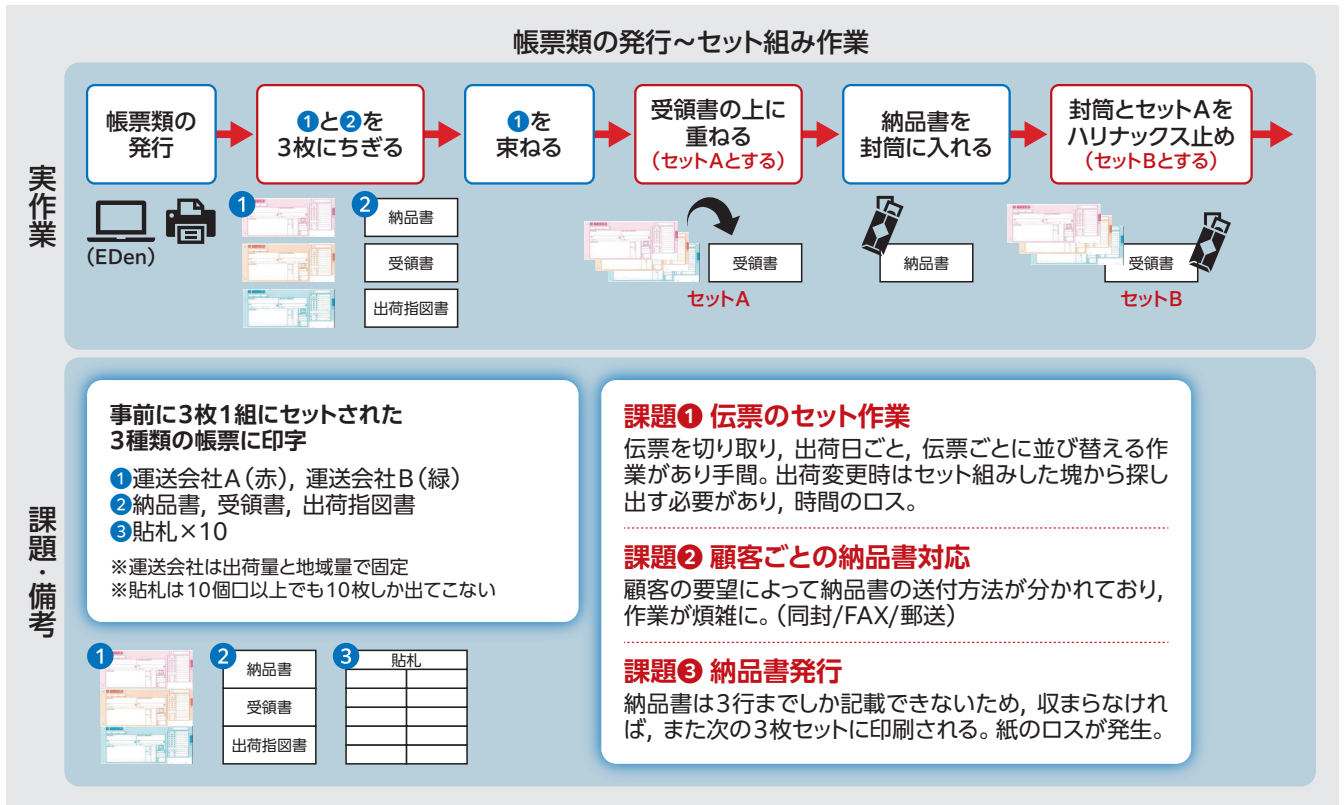 帳票類の発行~セット組み作業
実作業
帳票類の
発行
❶と❷を
3枚にちぎる
❶を
束ねる
受領書の上に
重ねる
(セットAとする)
納品書を
封筒に入れる
封筒とセットAを
ハリナックス止め
(セットBとする)
(EDen)
❶
❷
納品書
受領書
出荷指図書
受領書
セットA
納品書
受領書
セットB
課題・備考
事前に3枚1組にセットされた
3種類の帳票に印字
❶運送会社A(赤), 運送会社B(緑)
❷納品書, 受領書, 出荷指図書
❸貼札×10
※運送会社は出荷量と地域量で固定
※貼札は10個口以上でも10枚しか出てこない
❶
❷
納品書
受領書
出荷指図書
❸
貼札
課題❶ 伝票のセット作業
伝票を切り取り, 出荷日ごと, 伝票ごとに並び替える作
業があり手間。出荷変更時はセット組みした塊から探し
出す必要があり, 時間のロス。
課題❷ 顧客ごとの納品書対応
顧客の要望によって納品書の送付方法が分かれており,
作業が煩雑に。(同封/FAX/郵送)
課題❸ 納品書発行
納品書は3行までしか記載できないため, 収まらなけれ
ば, また次の3枚セットに印刷される。紙のロスが発生。